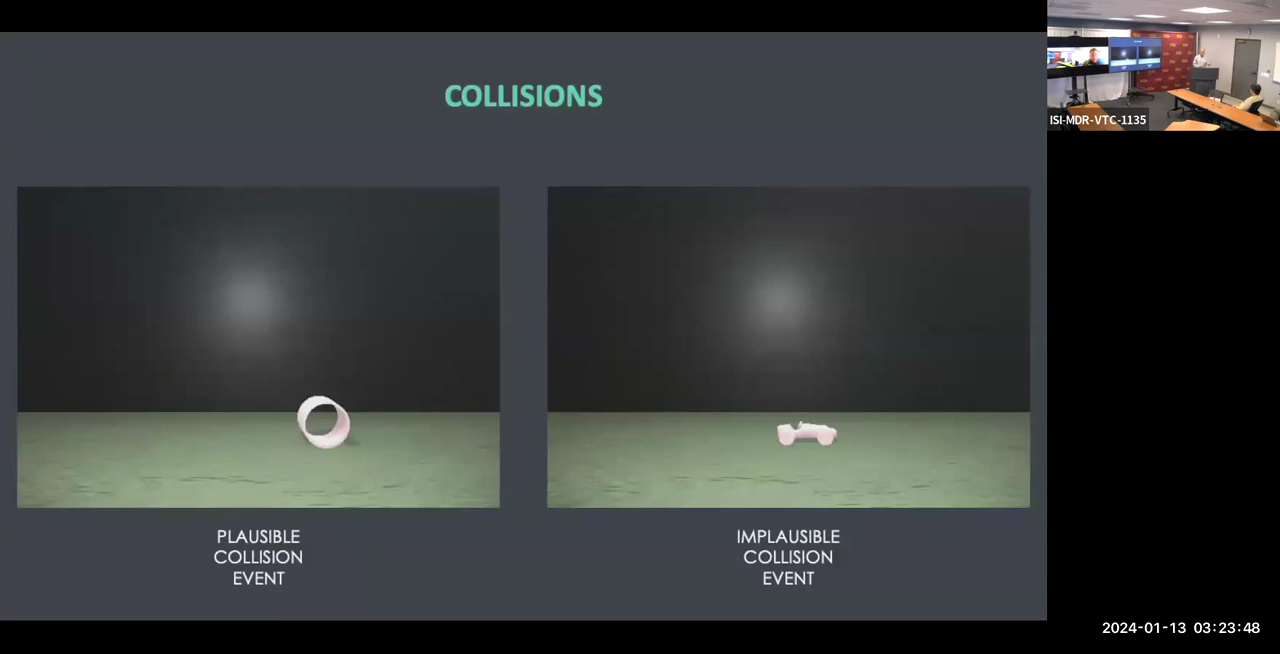 COLLISIONS
PLAUSIBLE
COLLISION
EVENT
IMPLAUSIBLE
COLLISION
EVENT
ISI-MDR-VTC-1135
2024-01-13 03:23:48